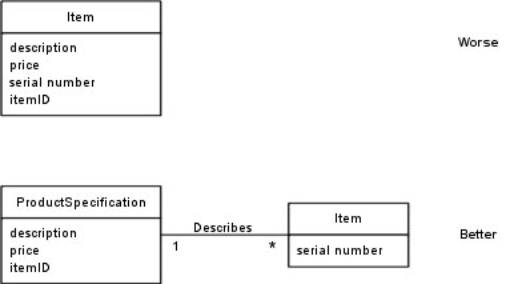 Item
description
price
serial number
itemID
Worse
ProductSpecification
description
price
itemID
Describes
1
*
Item
serial number
Better